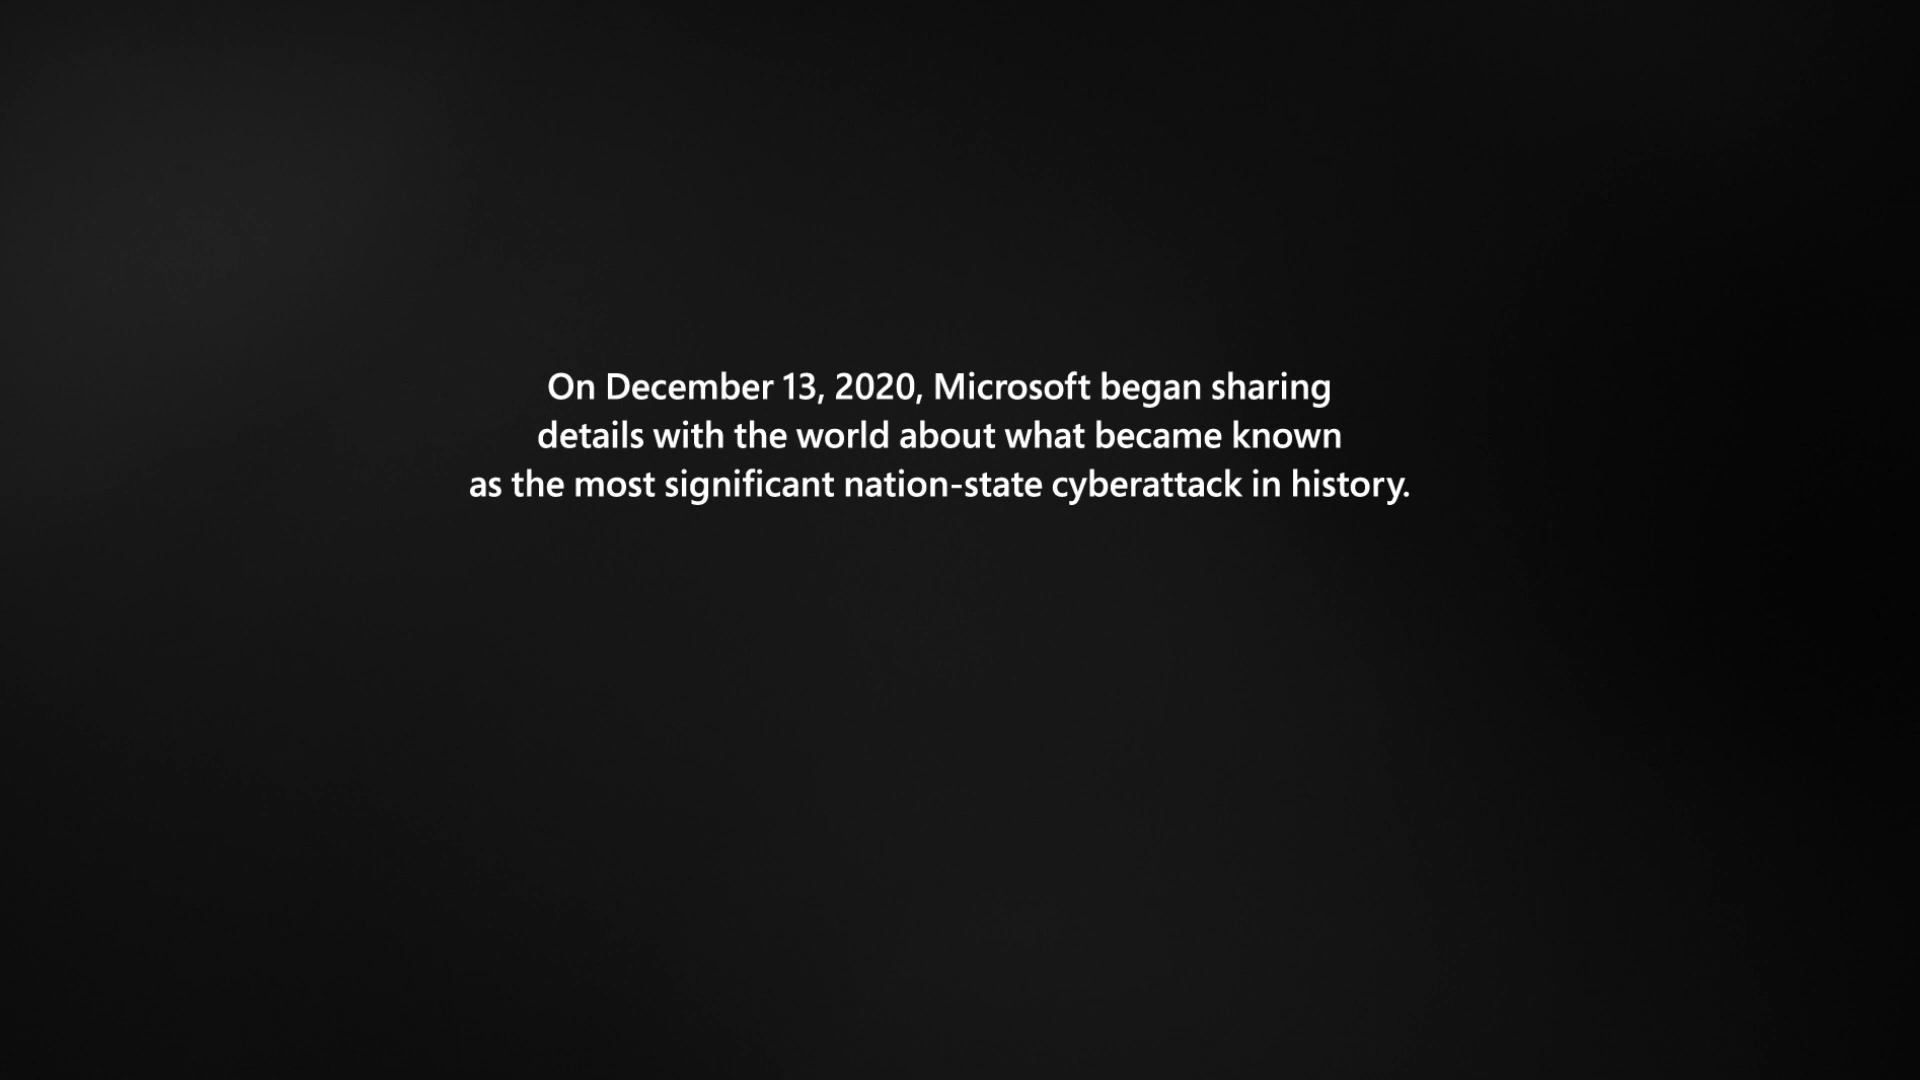 On December 13, 2020, Microsoft began sharing
details with the world about what became known
as the most significant nation-state cyberattack in history.